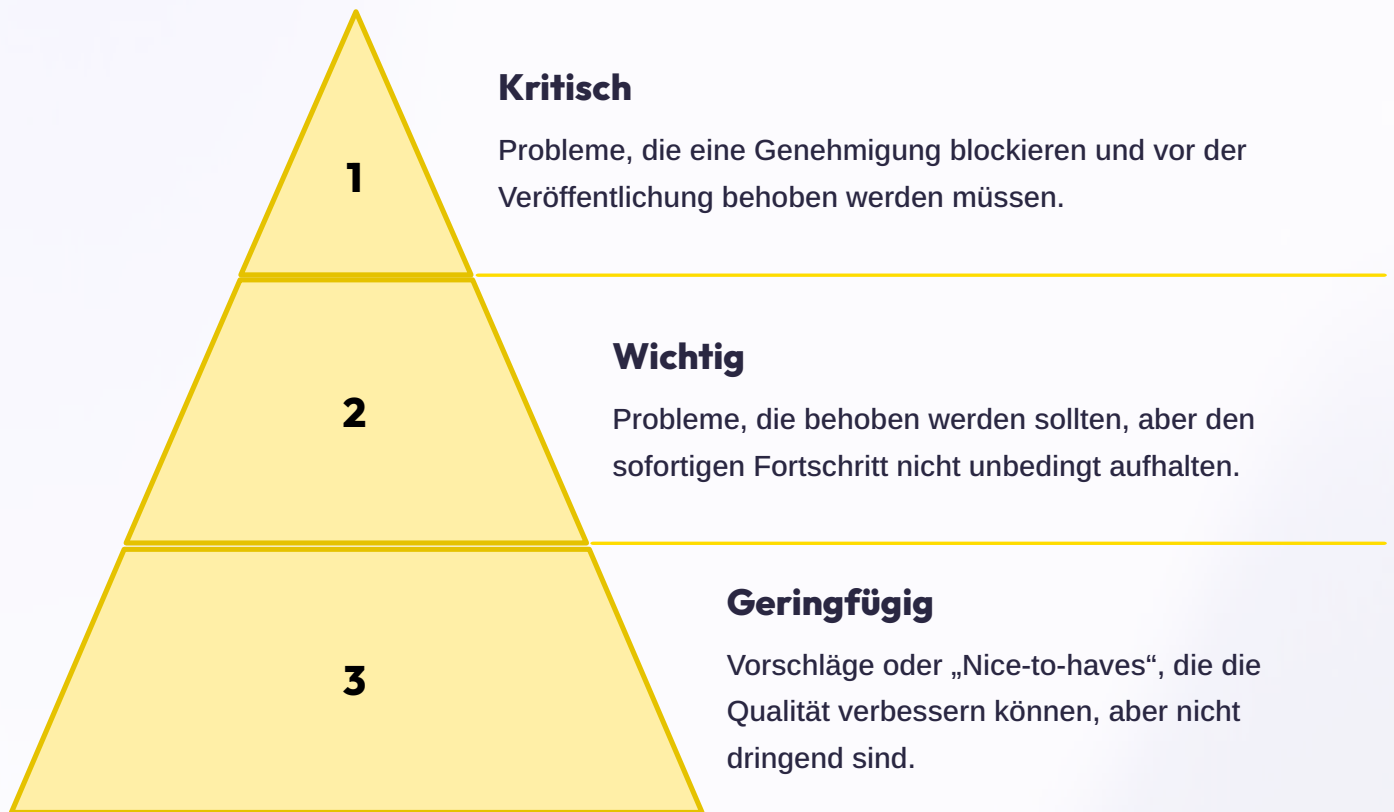 Kritisch
1
Probleme, die eine Genehmigung blockieren und vor der
Veröffentlichung behoben werden müssen.
Wichtig
2
Probleme, die behoben werden sollten, aber den
sofortigen Fortschritt nicht unbedingt aufhalten.
Geringfügig
3
Vorschläge oder „Nice-to-haves“, die die
Qualität verbessern können, aber nicht
dringend sind.